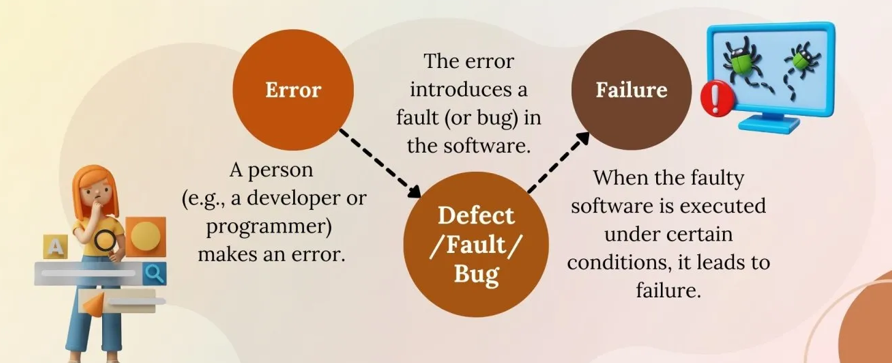 Error
A person
(e.g., a developer or
programmer)
makes an error.
The error
introduces a
fault (or bug) in
the software.
Defect
/Fault/
Bug
Failure
When the faulty
software is executed
under certain
conditions, it leads to
failure.
!
A